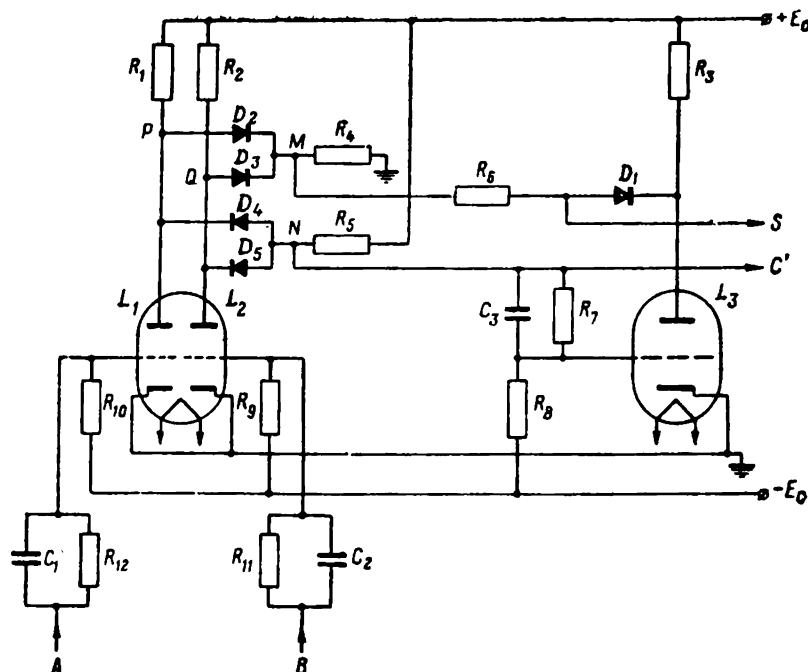 +E₀
R₁ R₂ R₃
P D₂ M R₄
Q D₃ R₆ D₁
D₄ N R₅ S
D₅ C'
L₁ L₂ C₃ R₇ L₃
R₁₀ R₉ R₈
-E₀
C₁ R₁₂ R₁₁ C₂
A B